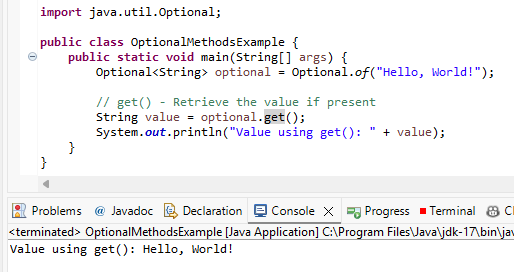 import java.util.Optional;
public class OptionalMethodsExample {
public static void main(String[] args) {
Optional<String> optional = Optional.of("Hello, World!");
// get() - Retrieve the value if present
String value = optional.get();
System.out.println("Value using get(): " + value);
}
}
Problems @ Javadoc Declaration Console Progress Terminal C
<terminated> OptionalMethodsExample [Java Application] C:\Program Files\Java\jdk-17\bin\jav
Value using get(): Hello, World!